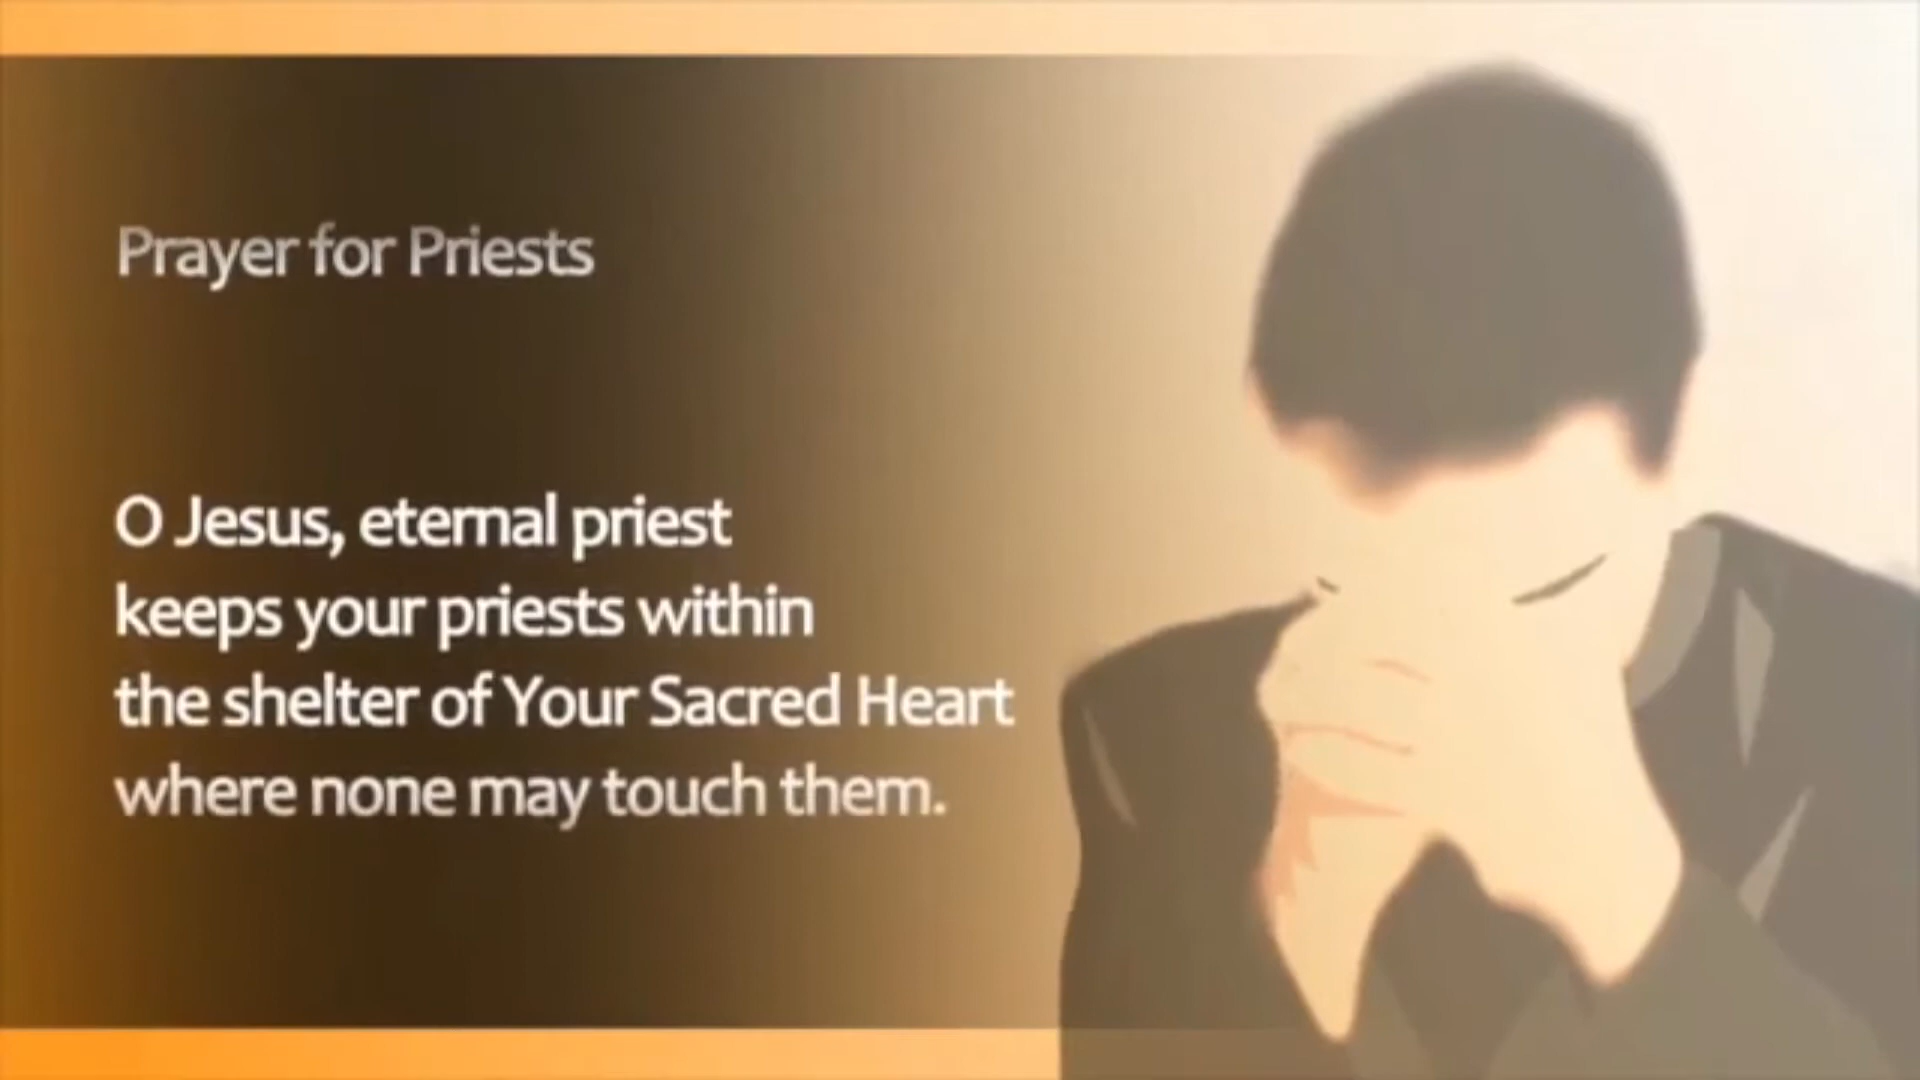 Prayer for Priests
O Jesus, eternal priest
keeps your priests within
the shelter of Your Sacred Heart
where none may touch them.